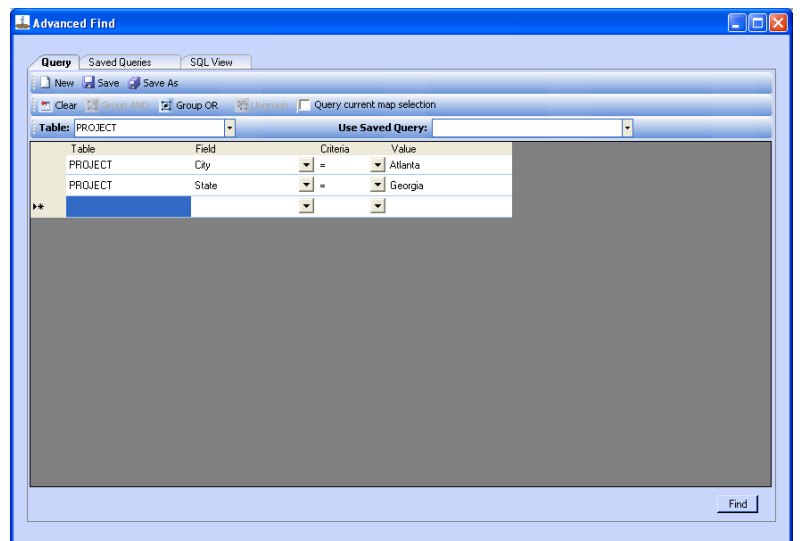 Advanced Find
Query Saved Queries SQL View
New Save Save As
Clear Group AND Group OR Ungroup Query current map selection
Table: PROJECT Use Saved Query:
Table Field Criteria Value
PROJECT City = Atlanta
PROJECT State = Georgia
Find